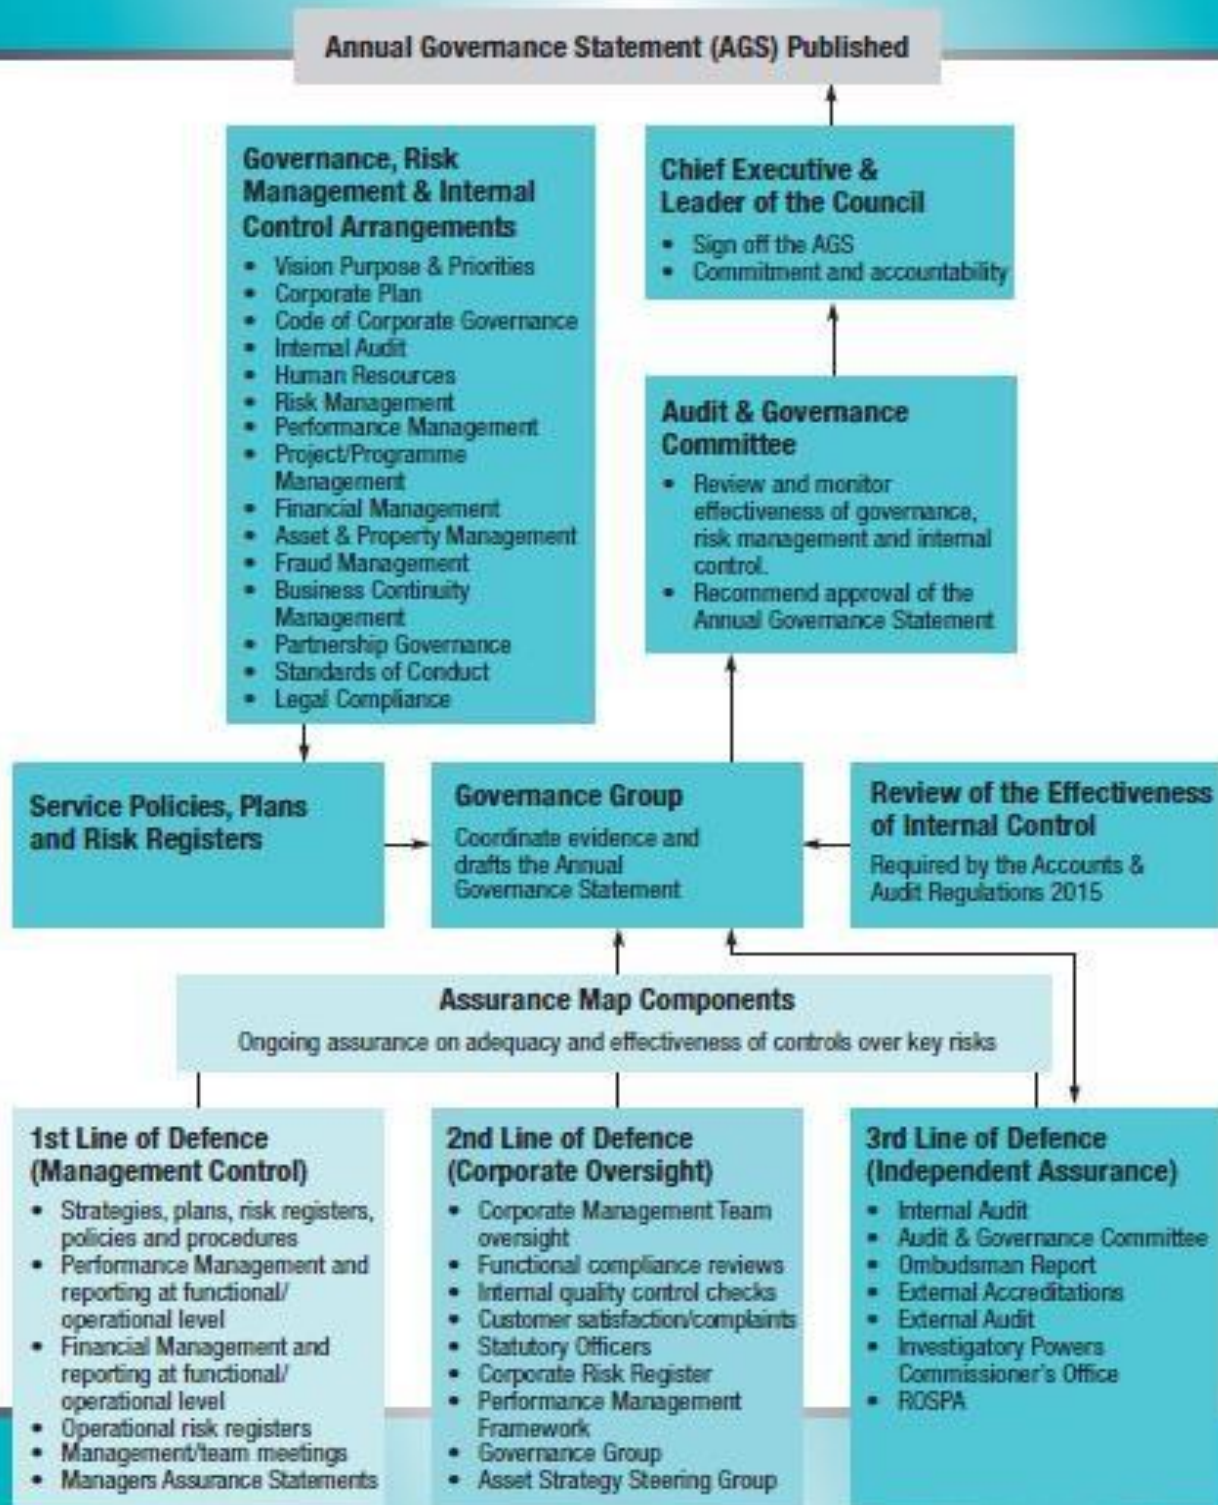 Annual Governance Statement (AGS) Published
Governance, Risk
Management & Internal
Control Arrangements
• Vision Purpose & Priorities
• Corporate Plan
• Code of Corporate Governance
• Internal Audit
• Human Resources
• Risk Management
• Performance Management
• Project/Programme
Management
• Financial Management
• Asset & Property Management
• Fraud Management
• Business Continuity
Management
• Partnership Governance
• Standards of Conduct
• Legal Compliance
Chief Executive &
Leader of the Council
• Sign off the AGS
• Commitment and accountability
Audit & Governance
Committee
• Review and monitor
effectiveness of governance,
risk management and internal
control.
• Recommend approval of the
Annual Governance Statement
Service Policies, Plans
and Risk Registers
Governance Group
Coordinate evidence and
drafts the Annual
Governance Statement
Review of the Effectiveness
of Internal Control
Required by the Accounts &
Audit Regulations 2015
Assurance Map Components
Ongoing assurance on adequacy and effectiveness of controls over key risks
1st Line of Defence
(Management Control)
• Strategies, plans, risk registers,
policies and procedures
• Performance Management and
reporting at functional/
operational level
• Financial Management and
reporting at functional/
operational level
• Operational risk registers
• Management/team meetings
• Managers Assurance Statements
2nd Line of Defence
(Corporate Oversight)
• Corporate Management Team
oversight
• Functional compliance reviews
• Internal quality control checks
• Customer satisfaction/complaints
• Statutory Officers
• Corporate Risk Register
• Performance Management
Framework
• Governance Group
• Asset Strategy Steering Group
3rd Line of Defence
(Independent Assurance)
• Internal Audit
• Audit & Governance Committee
• Ombudsman Report
• External Accreditations
• External Audit
• Investigatory Powers
Commissioner's Office
• ROSPA